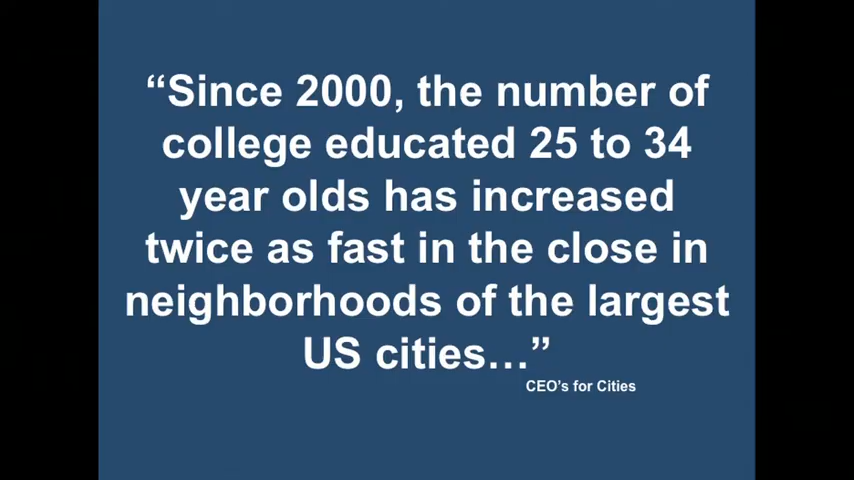 “Since 2000, the number of
college educated 25 to 34
year olds has increased
twice as fast in the close in
neighborhoods of the largest
US cities…”
CEO’s for Cities